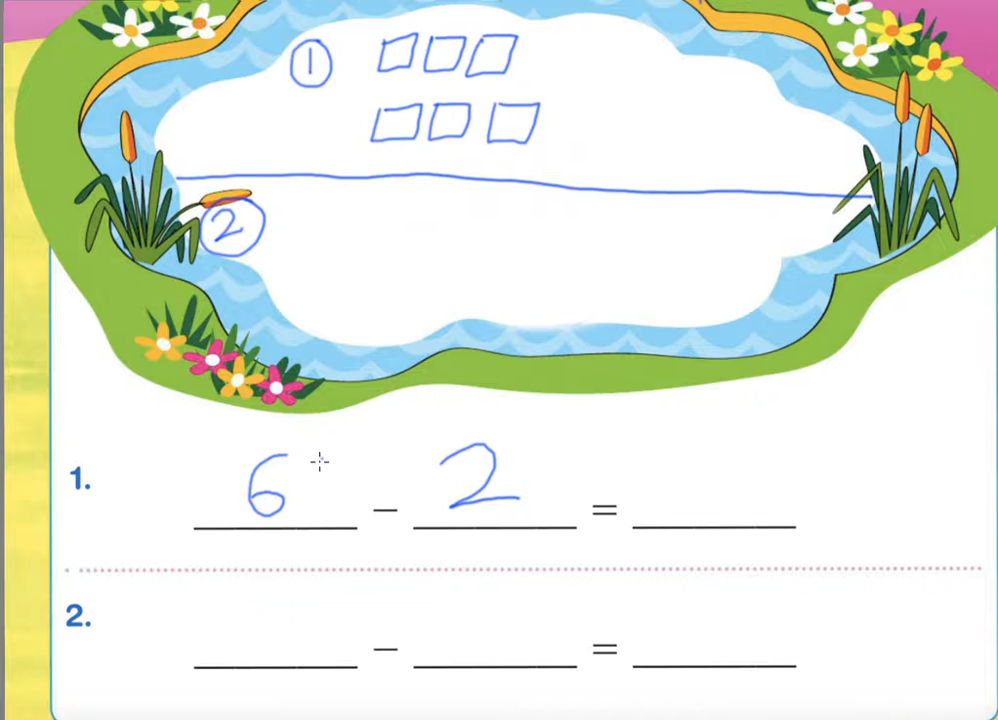 1
2
1. 6 - 2 =
2. - =